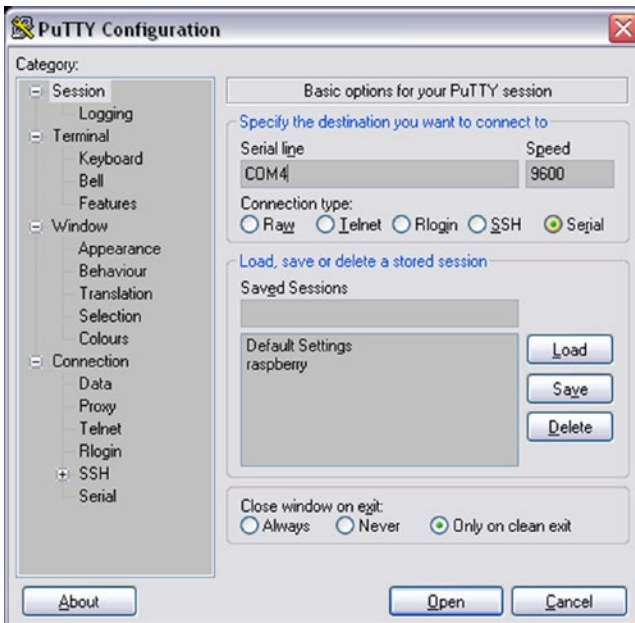 PuTTY Configuration
Category:
Session
Logging
Terminal
Keyboard
Bell
Features
Window
Appearance
Behaviour
Translation
Selection
Colours
Connection
Data
Proxy
Telnet
Rlogin
SSH
Serial
Basic options for your PuTTY session
Specify the destination you want to connect to
Serial line Speed
COM4 9600
Connection type:
Raw Telnet Rlogin SSH Serial
Load, save or delete a stored session
Saved Sessions
Default Settings
raspberry
Load
Save
Delete
Close window on exit:
Always Never Only on clean exit
About Open Cancel